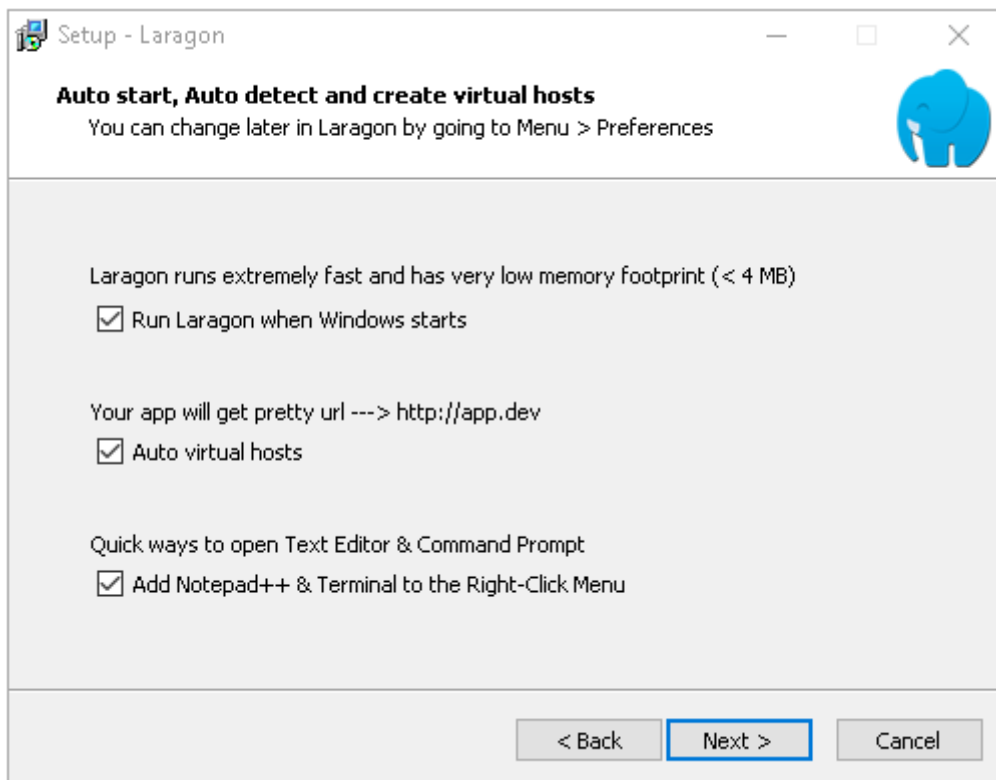 Setup - Laragon
Auto start, Auto detect and create virtual hosts
You can change later in Laragon by going to Menu > Preferences
Laragon runs extremely fast and has very low memory footprint (< 4 MB)
Run Laragon when Windows starts
Your app will get pretty url ---> http://app.dev
Auto virtual hosts
Quick ways to open Text Editor & Command Prompt
Add Notepad++ & Terminal to the Right-Click Menu
< Back Next > Cancel